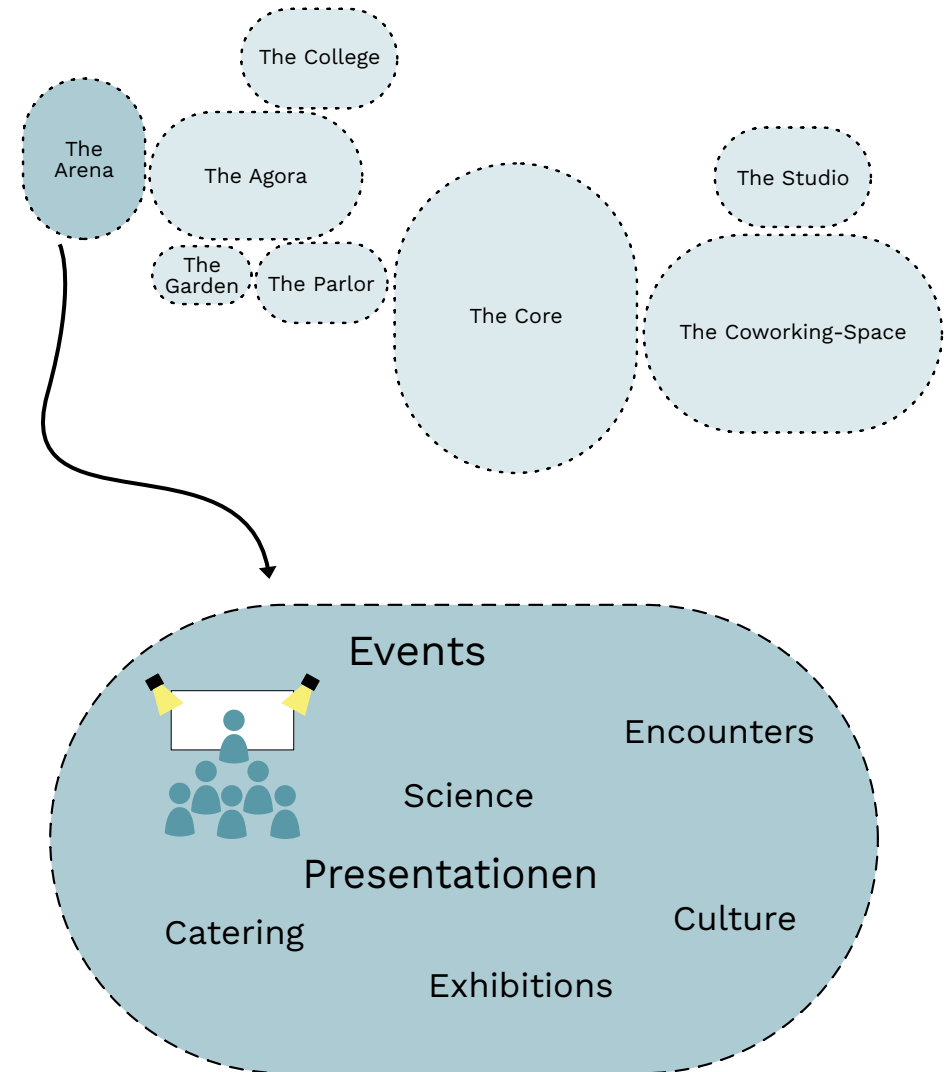 The College
The
Arena
The Agora
The Studio
The
Garden
The Parlor
The Core
The Coworking-Space
Events
Encounters
Science
Presentationen
Catering
Culture
Exhibitions